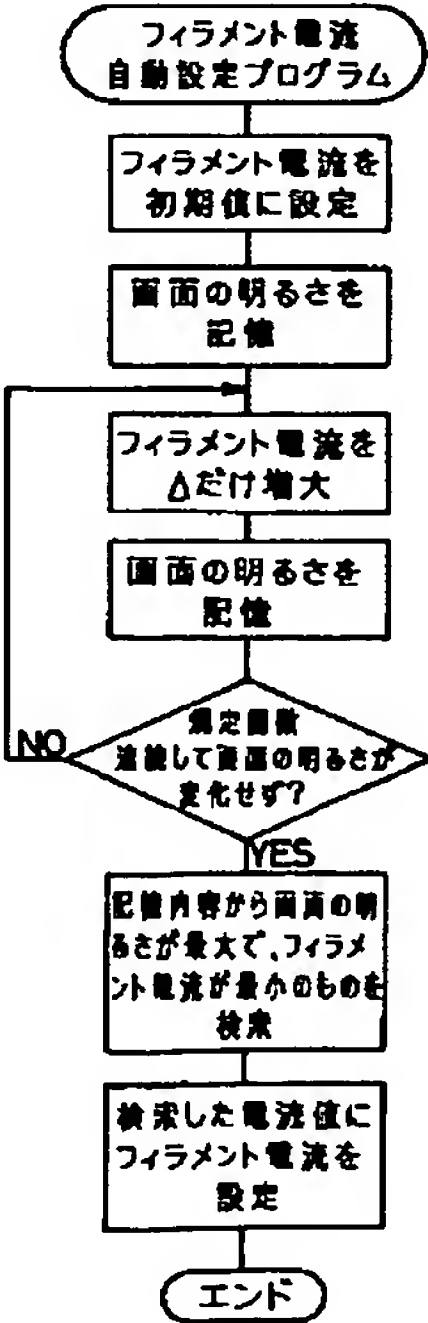 フィラメント電流
自動設定プログラム
フィラメント電流を
初期値に設定
画面の明るさを
記憶
フィラメント電流を
Δだけ増大
画面の明るさを
記憶
規定回数
連続して画面の明るさが
変化せず?
NO
YES
記憶内容から画面の明
るさが最大で、フィラメ
ント電流が最小のものを
検索
検索した電流値に
フィラメント電流を
設定
エンド